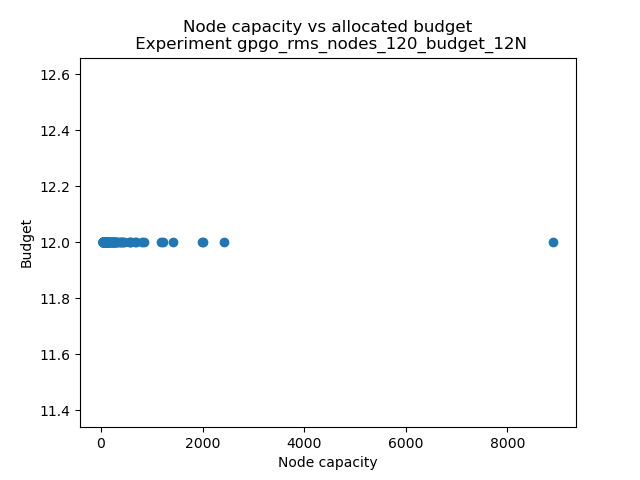 Node capacity vs allocated budget
Experiment gpgo_rms_nodes_120_budget_12N
12.6
12.4
12.2
12.0
11.8
11.6
11.4
Budget
0 2000 4000 6000 8000
Node capacity